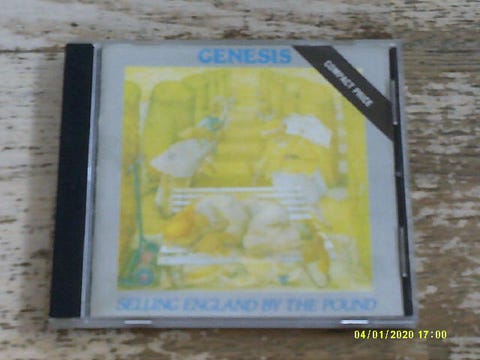 GENESIS
COMPACT PRICE
SELLING ENGLAND BY THE POUND
04/01/2020 17:00